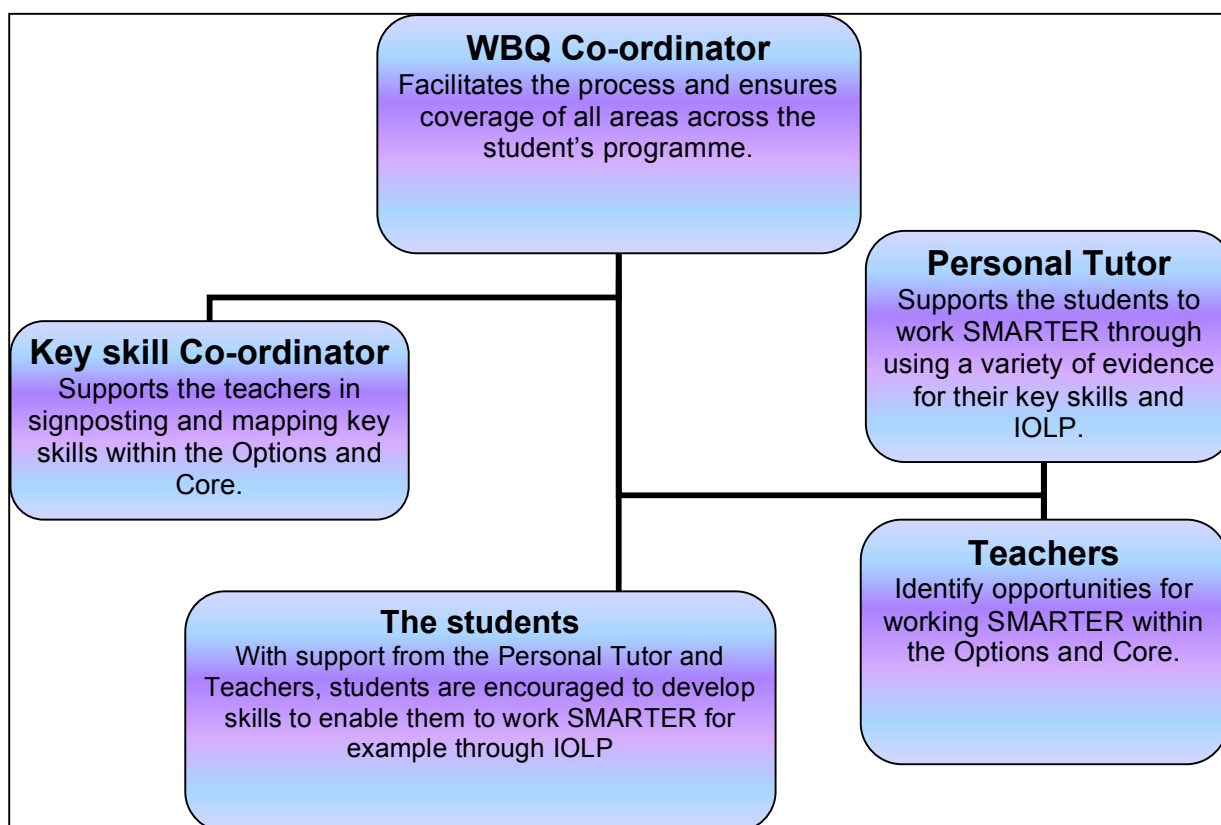 WBQ Co-ordinator
Facilitates the process and ensures
coverage of all areas across the
student’s programme.
Personal Tutor
Supports the students to
work SMARTER through
using a variety of evidence
for their key skills and
IOLP.
Key skill Co-ordinator
Supports the teachers in
signposting and mapping key
skills within the Options and
Core.
Teachers
Identify opportunities for
working SMARTER within
the Options and Core.
The students
With support from the Personal Tutor and
Teachers, students are encouraged to develop
skills to enable them to work SMARTER for
example through IOLP